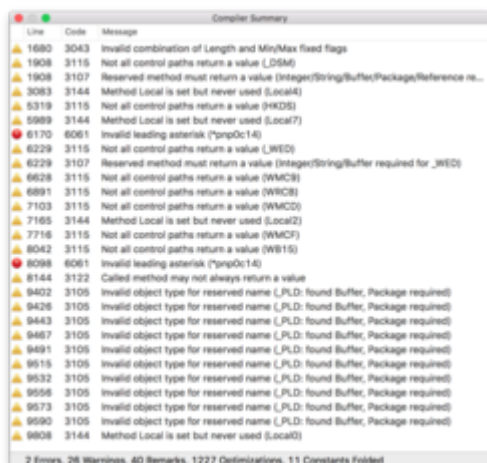 Compiler Summary
Line Code Message
1680 3043 Invalid combination of Length and Min/Max fixed flags
1908 3115 Not all control paths return a value (_DSM)
1908 3107 Reserved method must return a value (Integer/String/Buffer/Package/Reference re...
3083 3144 Method Local is set but never used (Local4)
5319 3115 Not all control paths return a value (HKDS)
5989 3144 Method Local is set but never used (Local7)
6170 6061 Invalid leading asterisk (*pnp0c14)
6229 3115 Not all control paths return a value (_WED)
6229 3107 Reserved method must return a value (Integer/String/Buffer required for _WED)
6628 3115 Not all control paths return a value (WMCB)
6891 3115 Not all control paths return a value (WRCB)
7103 3115 Not all control paths return a value (WMCD)
7165 3144 Method Local is set but never used (Local2)
7716 3115 Not all control paths return a value (WMCF)
8042 3115 Not all control paths return a value (WB1S)
8098 6061 Invalid leading asterisk (*pnp0c14)
8144 3122 Called method may not always return a value
9402 3105 Invalid object type for reserved name (_PLD: found Buffer, Package required)
9426 3105 Invalid object type for reserved name (_PLD: found Buffer, Package required)
9443 3105 Invalid object type for reserved name (_PLD: found Buffer, Package required)
9467 3105 Invalid object type for reserved name (_PLD: found Buffer, Package required)
9491 3105 Invalid object type for reserved name (_PLD: found Buffer, Package required)
9515 3105 Invalid object type for reserved name (_PLD: found Buffer, Package required)
9532 3105 Invalid object type for reserved name (_PLD: found Buffer, Package required)
9556 3105 Invalid object type for reserved name (_PLD: found Buffer, Package required)
9573 3105 Invalid object type for reserved name (_PLD: found Buffer, Package required)
9590 3105 Invalid object type for reserved name (_PLD: found Buffer, Package required)
9808 3144 Method Local is set but never used (Local0)
2 Errors, 26 Warnings, 40 Remarks, 1227 Optimizations, 11 Constants Folded